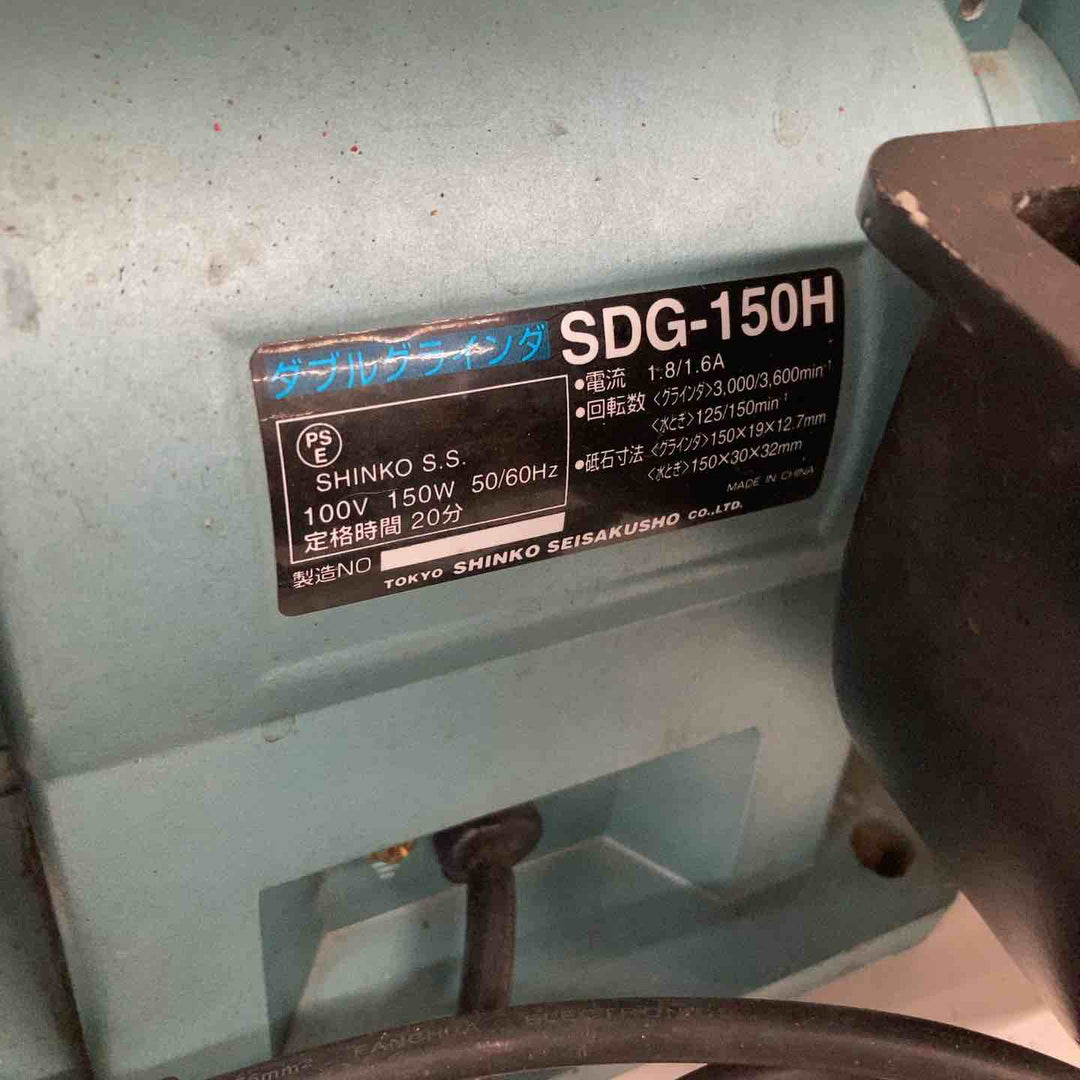 ダブルグラインダ SDG-150H
PS
E
SHINKO S.S.
100V 150W 50/60Hz
定格時間 20分
製造NO
●電流 1.8/1.6A
●回転数 〈グラインダ〉3,000/3,600min⁻¹
〈水とぎ〉125/150min⁻¹
●砥石寸法 〈グラインダ〉150×19×12.7mm
〈水とぎ〉150×30×32mm
MADE IN CHINA
TOKYO SHINKO SEISAKUSHO CO.,LTD.
FANGHUA ELECTRON
mm2